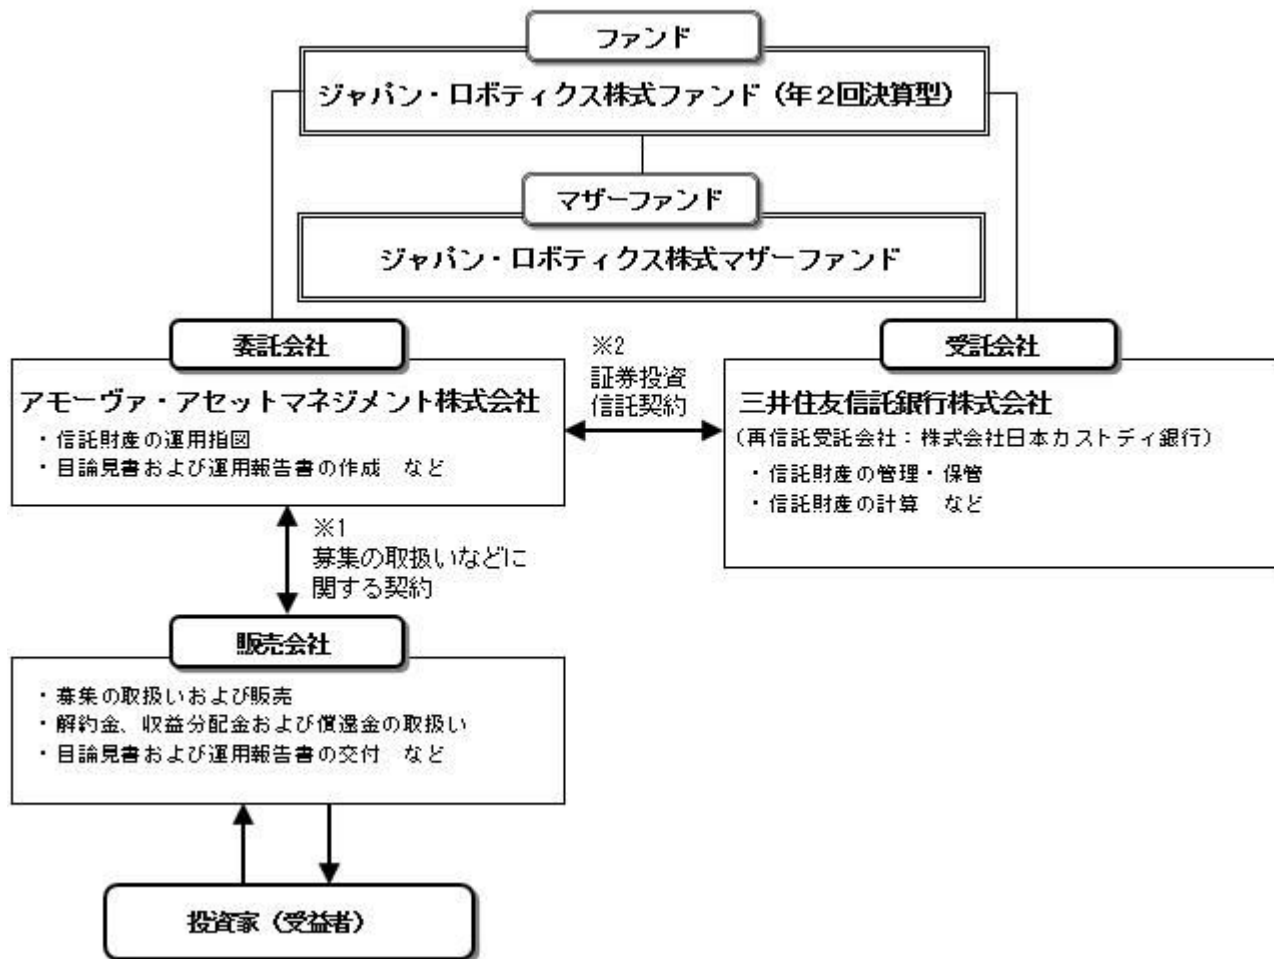 ファンド
ジャパン・ロボティクス株式ファンド（年２回決算型）
マザーファンド
ジャパン・ロボティクス株式マザーファンド
委託会社
アモーヴァ・アセットマネジメント株式会社
・信託財産の運用指図
・目論見書および運用報告書の作成　など
※2
証券投資
信託契約
受託会社
三井住友信託銀行株式会社
（再信託受託会社：株式会社日本カストディ銀行）
・信託財産の管理・保管
・信託財産の計算　など
※1
募集の取扱いなどに
関する契約
販売会社
・募集の取扱いおよび販売
・解約金、収益分配金および償還金の取扱い
・目論見書および運用報告書の交付　など
投資家（受益者）